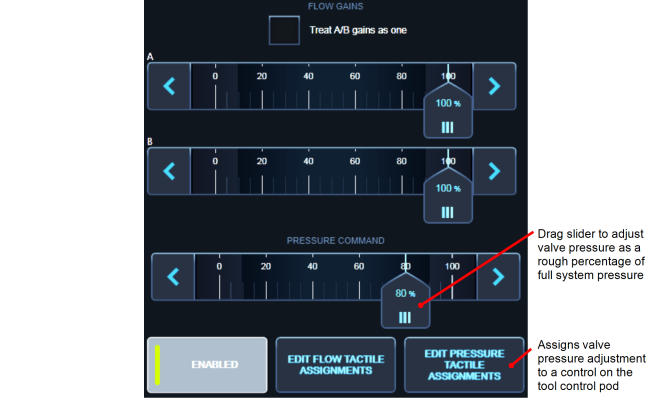 FLOW GAINS
Treat A/B gains as one
A
0 20 40 60 80 100
100 %
B
0 20 40 60 80 100
100 %
PRESSURE COMMAND
0 20 40 60 80 100
80 %
Drag slider to adjust
valve pressure as a
rough percentage of
full system pressure
ENABLED
EDIT FLOW TACTILE
ASSIGNMENTS
EDIT PRESSURE
TACTILE
ASSIGNMENTS
Assigns valve
pressure adjustment
to a control on the
tool control pod